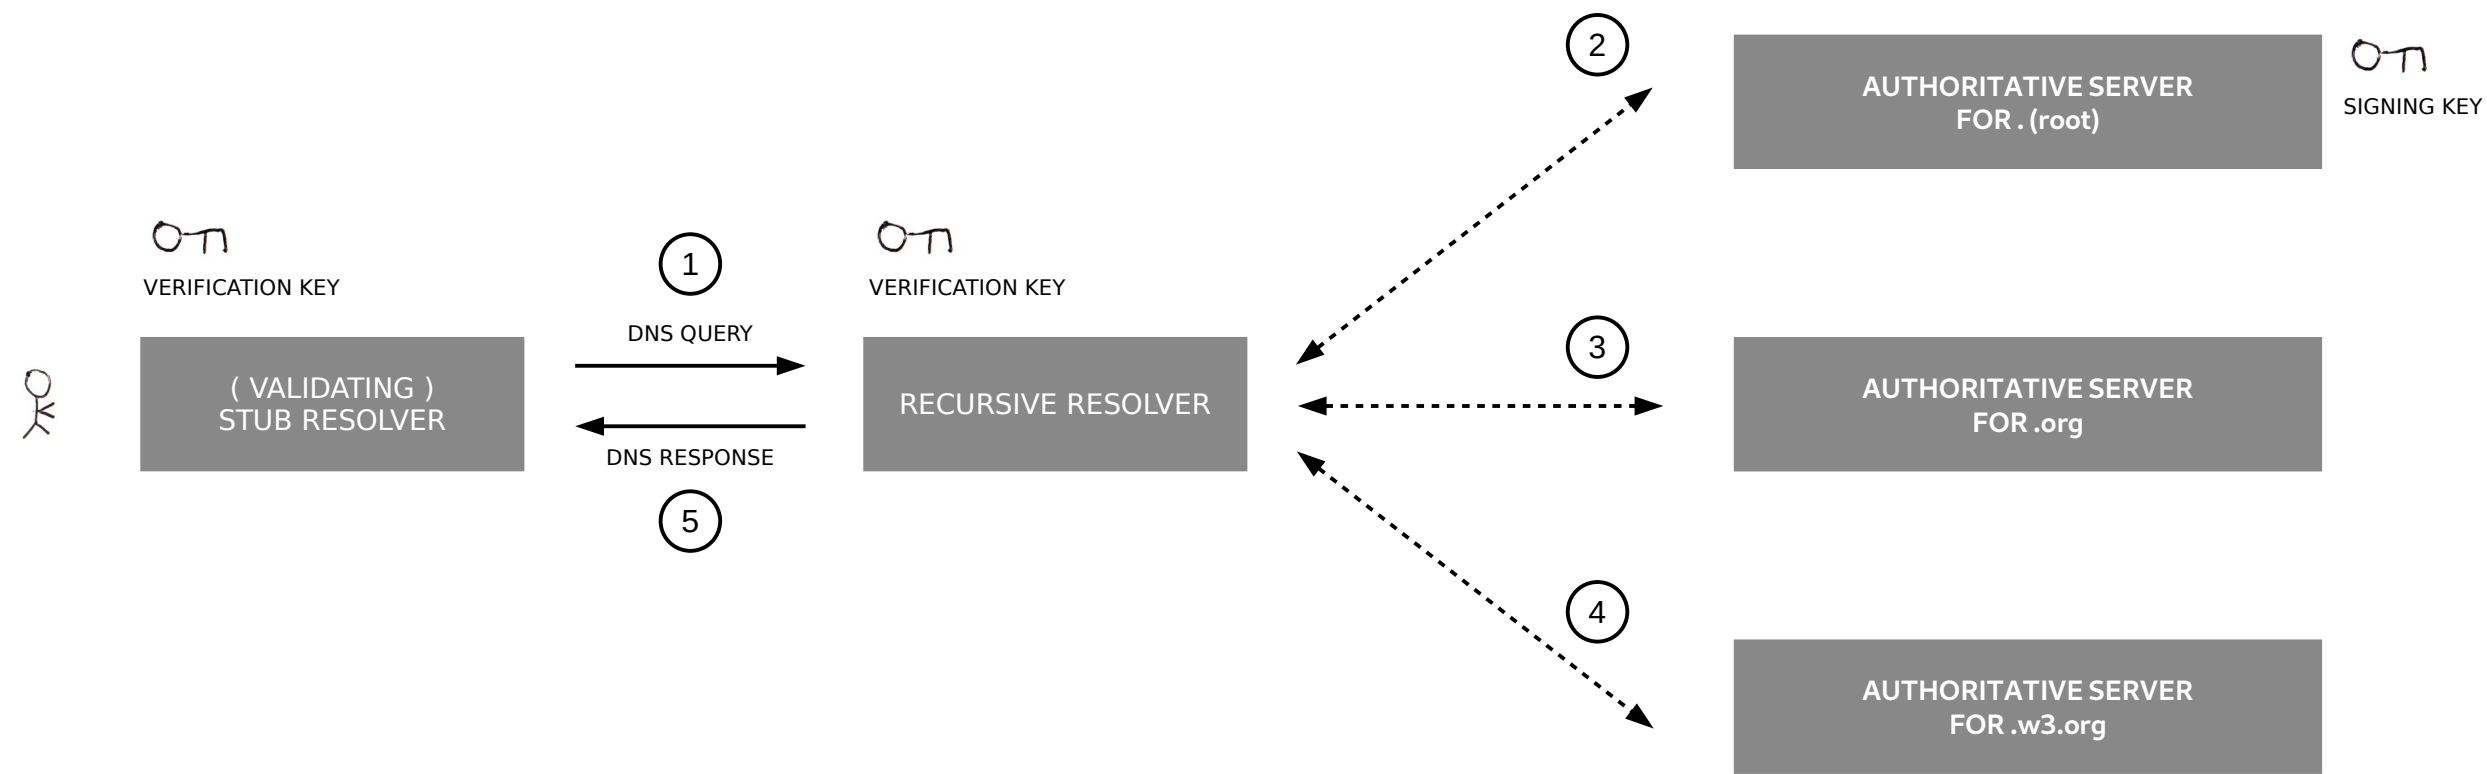 2
AUTHORITATIVE SERVER
FOR . (root)
SIGNING KEY
VERIFICATION KEY
1
VERIFICATION KEY
DNS QUERY
3
( VALIDATING )
STUB RESOLVER
RECURSIVE RESOLVER
AUTHORITATIVE SERVER
FOR .org
DNS RESPONSE
5
4
AUTHORITATIVE SERVER
FOR .w3.org